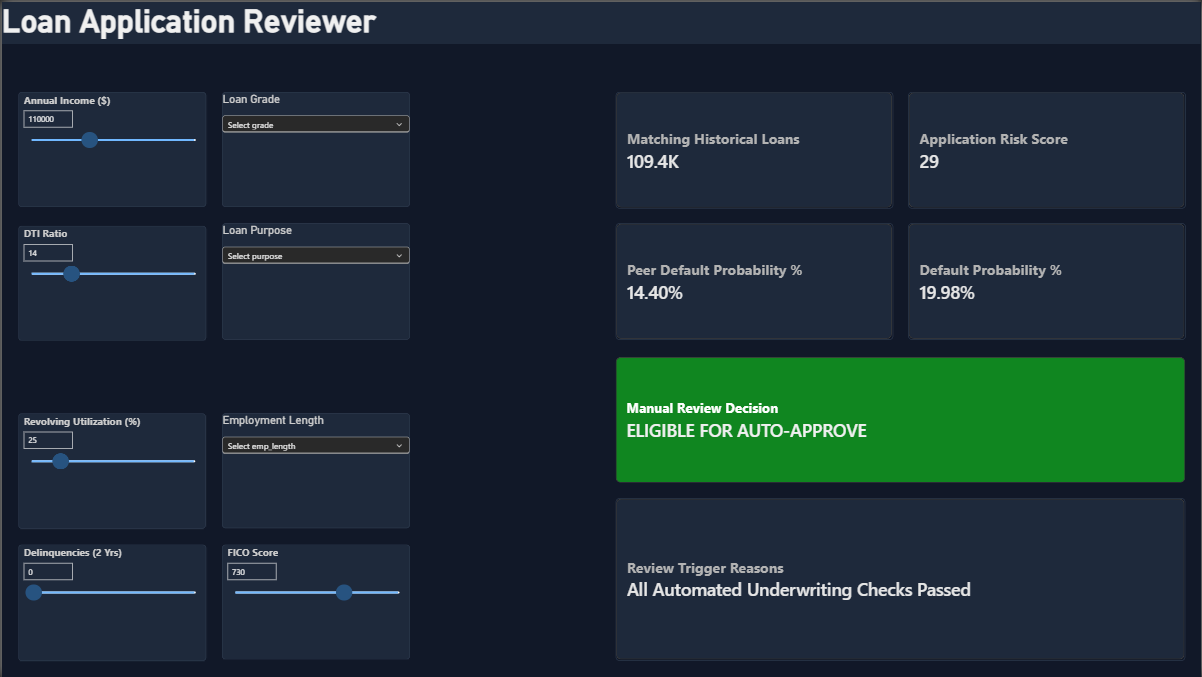 Loan Application Reviewer
Annual Income ($)
110000
Loan Grade
Select grade
DTI Ratio
14
Loan Purpose
Select purpose
Revolving Utilization (%)
25
Employment Length
Select emp_length
Delinquencies (2 Yrs)
0
FICO Score
730
Matching Historical Loans
109.4K
Application Risk Score
29
Peer Default Probability %
14.40%
Default Probability %
19.98%
Manual Review Decision
ELIGIBLE FOR AUTO-APPROVE
Review Trigger Reasons
All Automated Underwriting Checks Passed